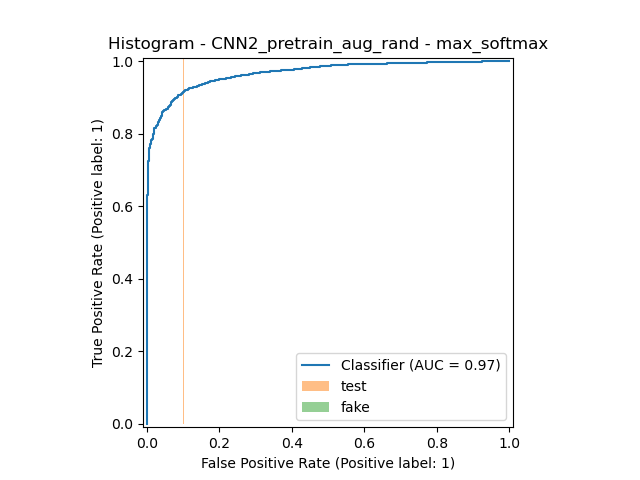 Histogram - CNN2_pretrain_aug_rand - max_softmax
1.0
0.8
0.6
0.4
0.2
0.0
True Positive Rate (Positive label: 1)
Classifier (AUC = 0.97)
test
fake
0.0 0.2 0.4 0.6 0.8 1.0
False Positive Rate (Positive label: 1)